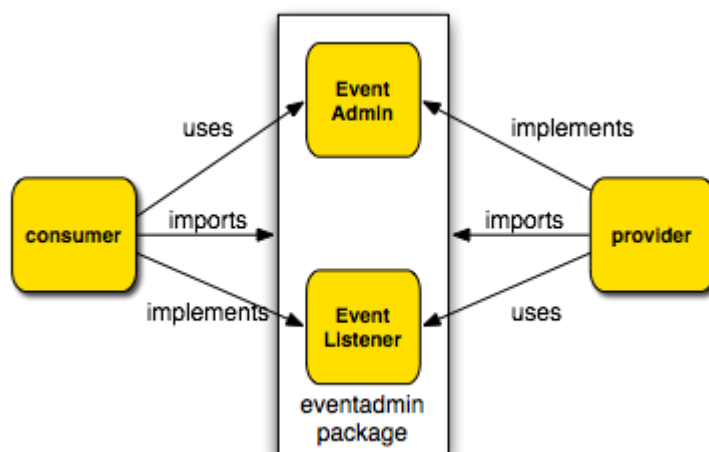 Event
Admin
uses
implements
consumer
imports
imports
provider
implements
Event
Listener
uses
eventadmin
package